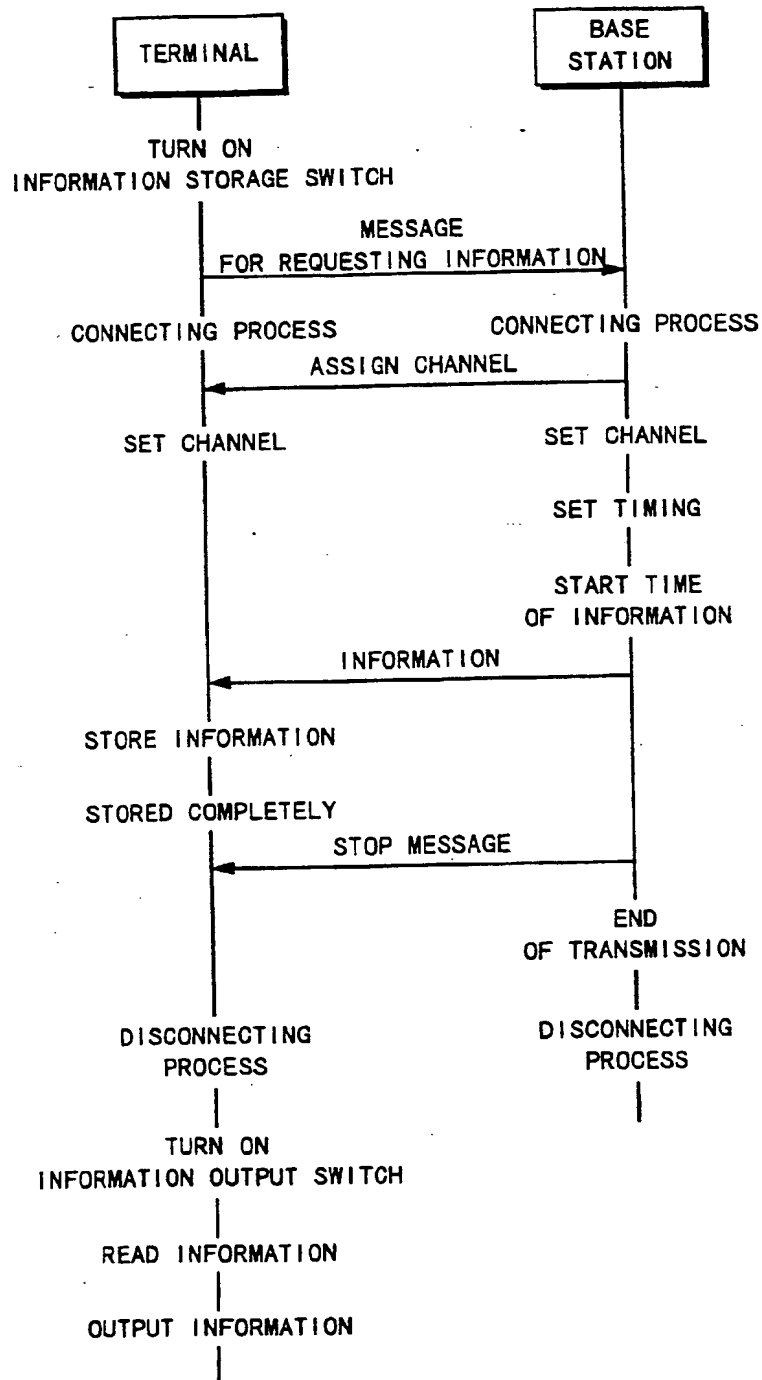 TERMINAL
BASE
STATION
TURN ON
INFORMATION STORAGE SWITCH
MESSAGE
FOR REQUESTING INFORMATION
CONNECTING PROCESS
CONNECTING PROCESS
ASSIGN CHANNEL
SET CHANNEL
SET CHANNEL
SET TIMING
START TIME
OF INFORMATION
INFORMATION
STORE INFORMATION
STORED COMPLETELY
STOP MESSAGE
END
OF TRANSMISSION
DISCONNECTING
PROCESS
DISCONNECTING
PROCESS
TURN ON
INFORMATION OUTPUT SWITCH
READ INFORMATION
OUTPUT INFORMATION